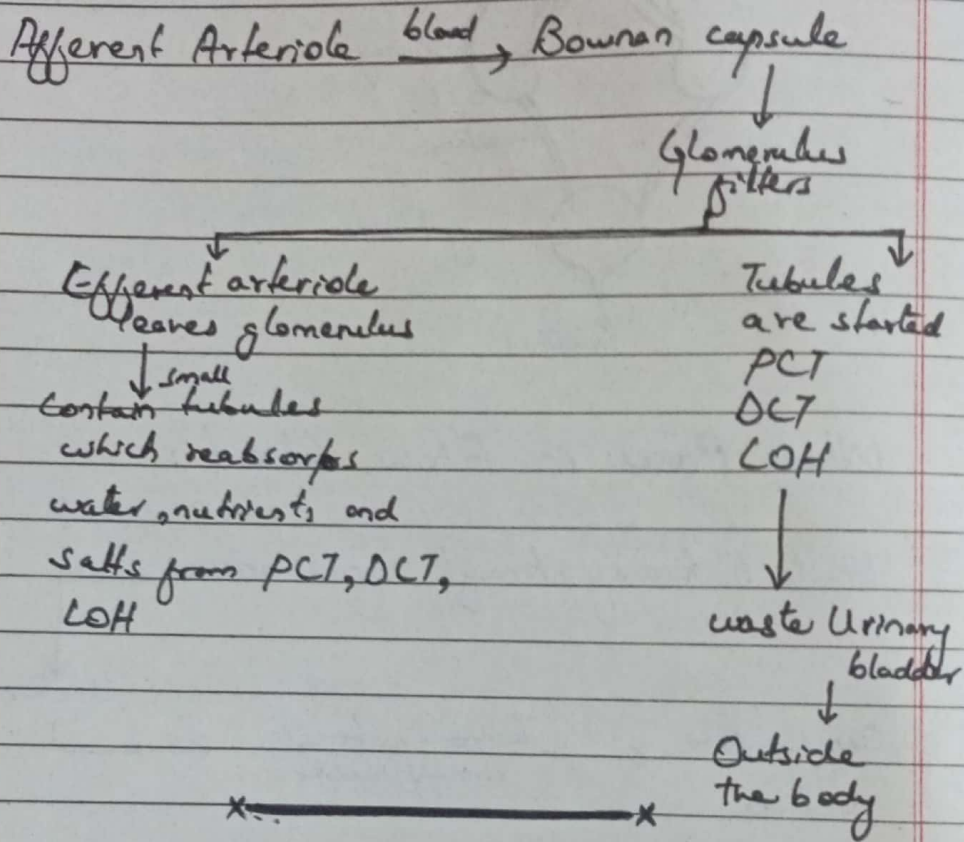 Afferent Arteriole blood → Bownan capsule
↓
Glomerulus
filters
Efferent arteriole
leaves glomerulus
↓ small
contain tubules
which reabsorbs
water, nutrients and
salts from PCT, DCT,
LOH
Tubules
are started
PCT
DCT
LOH
↓
waste Urinary
bladder
↓
Outside
the body